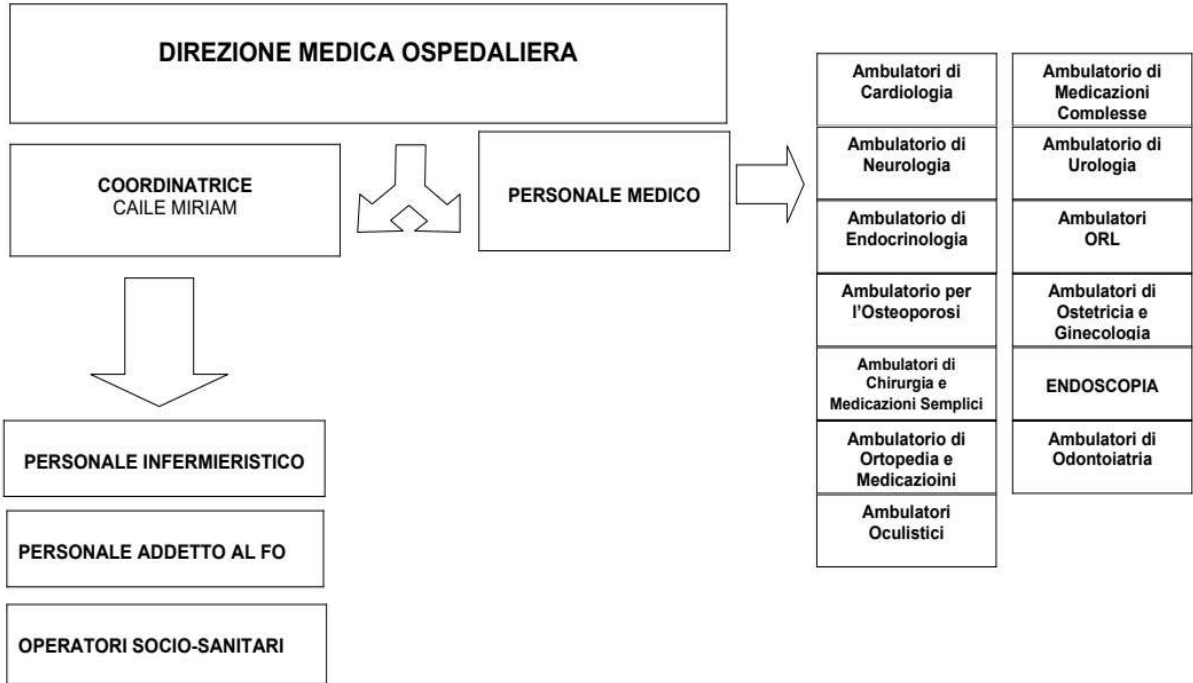 DIREZIONE MEDICA OSPEDALIERA
COORDINATRICE
CAILE MIRIAM
PERSONALE MEDICO
PERSONALE INFERMIERISTICO
PERSONALE ADDETTO AL FO
OPERATORI SOCIO-SANITARI
Ambulatori di
Cardiologia
Ambulatorio di
Neurologia
Ambulatorio di
Endocrinologia
Ambulatorio per
l'Osteoporosi
Ambulatori di
Chirurgia e
Medicazioni Semplici
Ambulatorio di
Ortopedia e
Medicazioini
Ambulatori
Oculistici
Ambulatorio di
Medicazioni
Complesse
Ambulatorio di
Urologia
Ambulatori
ORL
Ambulatori di
Ostetricia e
Ginecologia
ENDOSCOPIA
Ambulatori di
Odontoiatria